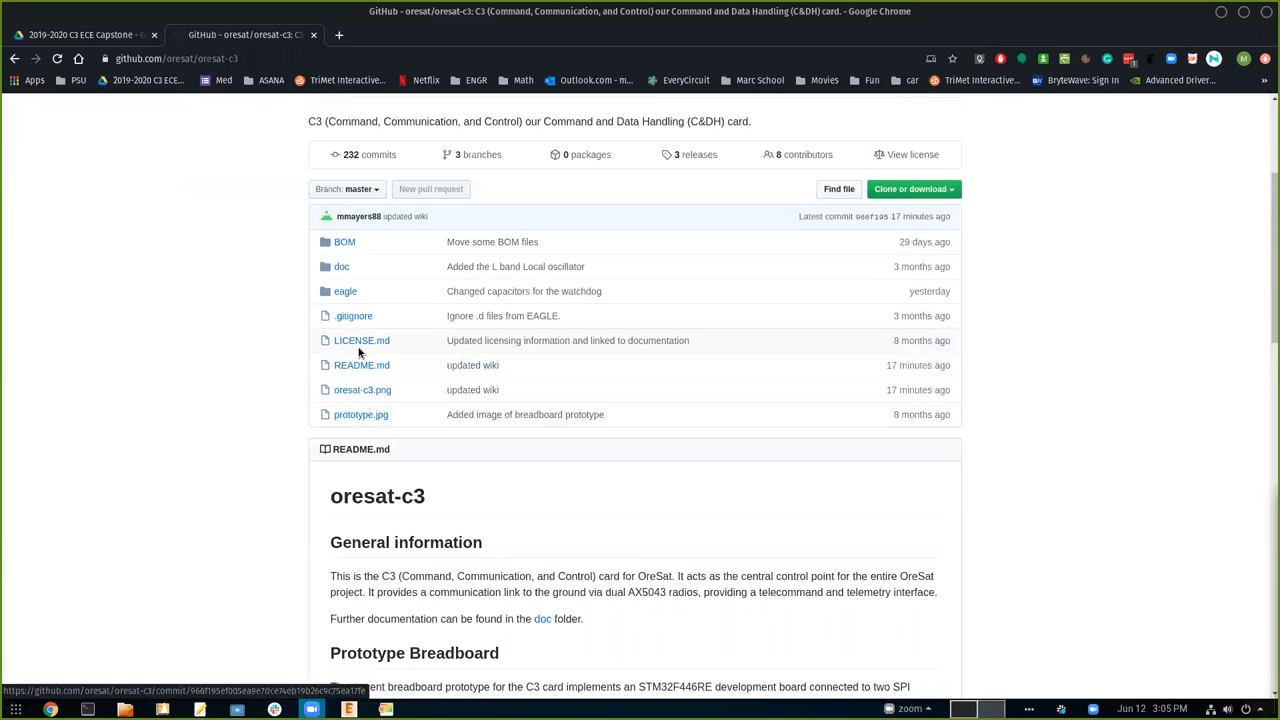 GitHub - oresat/oresat-c3: C3 (Command, Communication, and Control) our Command and Data Handling (C&DH) card. - Google Chrome
2019-2020 C3 ECE Capstone - G
GitHub - oresat/oresat-c3: C3
github.com/oresat/oresat-c3
Apps PSU 2019-2020 C3 ECE... Med ASANA TriMet Interactive... Netflix ENGR Math Outlook.com - m... EveryCircuit Marc School Movies Fun car TriMet Interactive... ByteWave: Sign In Advanced Driver...
C3 (Command, Communication, and Control) our Command and Data Handling (C&DH) card.
232 commits 3 branches 0 packages 3 releases 8 contributors View license
Branch: master New pull request Find file Clone or download
mmayers88 updated wiki Latest commit 966f195 17 minutes ago
BOM Move some BOM files 29 days ago
doc Added the L band Local oscillator 3 months ago
eagle Changed capacitors for the watchdog yesterday
.gitignore Ignore .d files from EAGLE. 3 months ago
LICENSE.md Updated licensing information and linked to documentation 8 months ago
README.md updated wiki 17 minutes ago
oresat-c3.png updated wiki 17 minutes ago
prototype.jpg Added image of breadboard prototype 8 months ago
README.md
oresat-c3
General information
This is the C3 (Command, Communication, and Control) card for OreSat. It acts as the central control point for the entire OreSat
project. It provides a communication link to the ground via dual AX5043 radios, providing a telecommand and telemetry interface.
Further documentation can be found in the doc folder.
Prototype Breadboard
ent breadboard prototype for the C3 card implements an STM32F446RE development board connected to two SPI
zoom Jun 12 3:05 PM